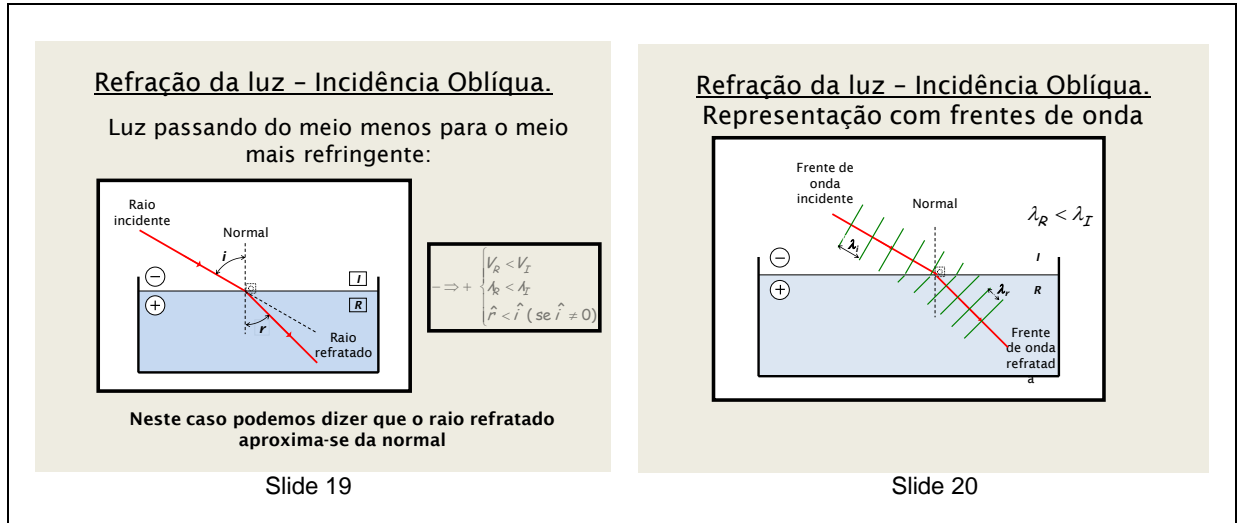 Refração da luz – Incidência Oblíqua.
Luz passando do meio menos para o meio
mais refringente:
Raio
incidente
Normal
i
−
I
+
R
r
Raio
refratado
− ⇒ +
V_R < V_I
λ_R < λ_I
r̂ < î ( se î ≠ 0)
Neste caso podemos dizer que o raio refratado
aproxima-se da normal
Slide 19
Refração da luz – Incidência Oblíqua.
Representação com frentes de onda
Frente de
onda
incidente
Normal
λ_R < λ_I
λ_i
−
I
+
R
λ_r
Frente
de onda
refratad
a
Slide 20